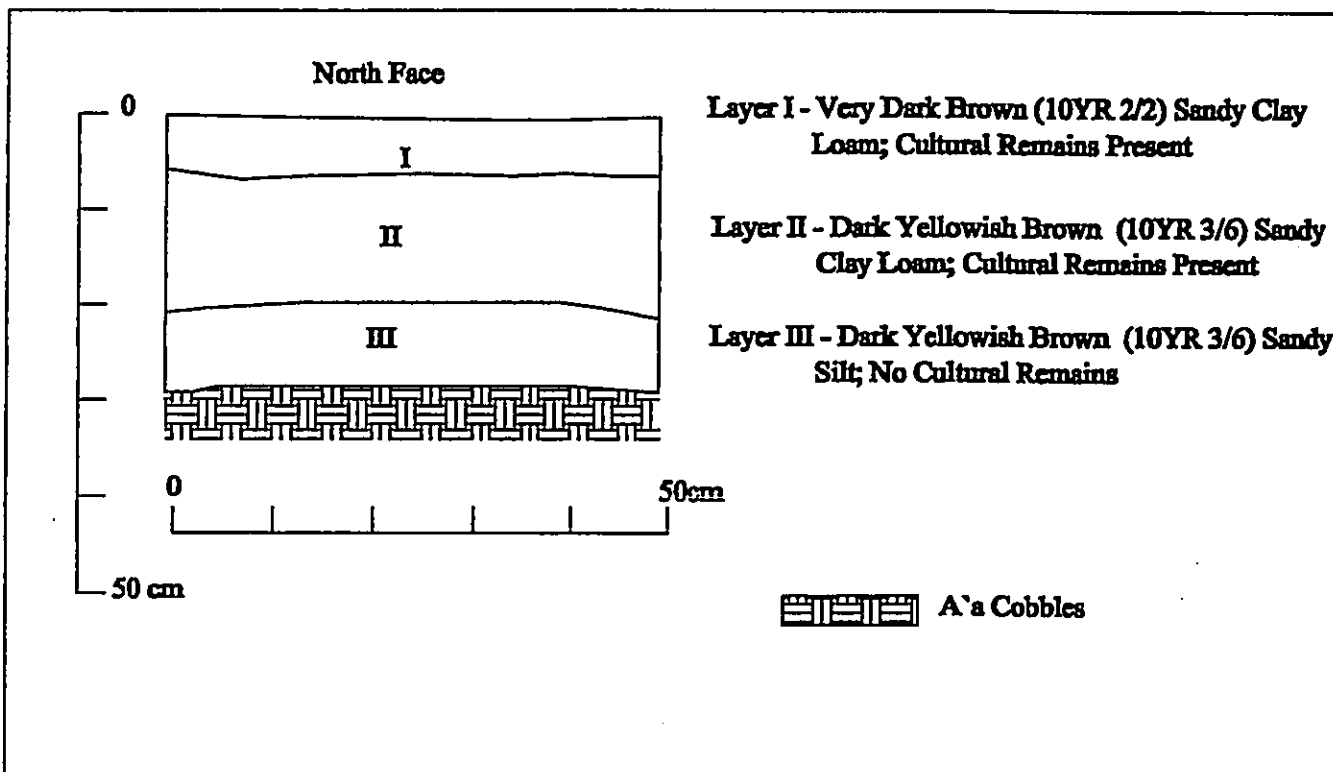 North Face
0
I
II
III
0
50cm
50 cm
Layer I - Very Dark Brown (10YR 2/2) Sandy Clay
Loam; Cultural Remains Present
Layer II - Dark Yellowish Brown (10YR 3/6) Sandy
Clay Loam; Cultural Remains Present
Layer III - Dark Yellowish Brown (10YR 3/6) Sandy
Silt; No Cultural Remains
A`a Cobbles